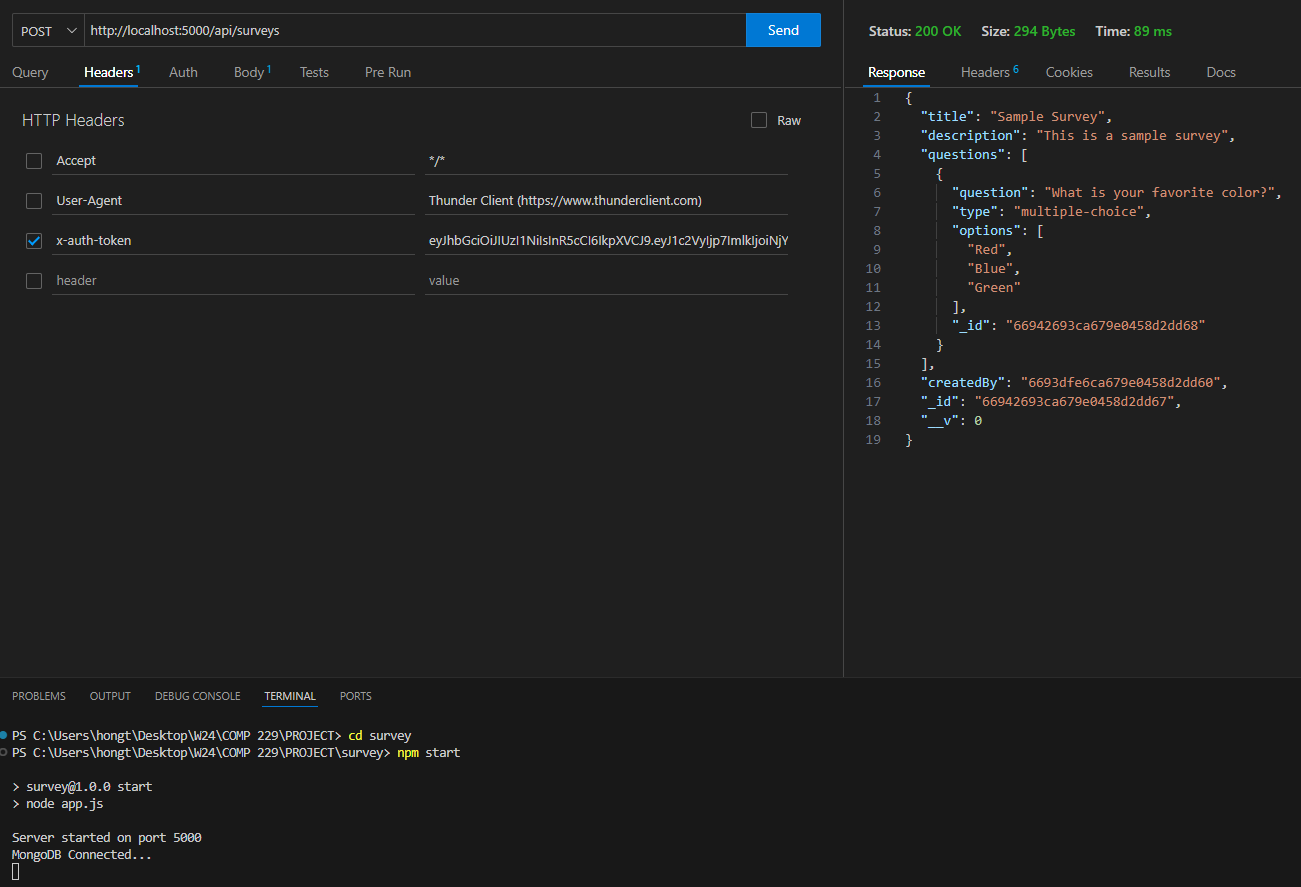 POST http://localhost:5000/api/surveys Send
Query Headers 1 Auth Body 1 Tests Pre Run
HTTP Headers Raw
Accept */*
User-Agent Thunder Client (https://www.thunderclient.com)
x-auth-token eyJhbGciOiJIUzI1NiIsInR5cCI6IkpXVCJ9.eyJ1c2VyIjp7ImlkIjoiNjY
header value
Status: 200 OK Size: 294 Bytes Time: 89 ms
Response Headers 6 Cookies Results Docs
1 {
2 "title": "Sample Survey",
3 "description": "This is a sample survey",
4 "questions": [
5 {
6 "question": "What is your favorite color?",
7 "type": "multiple-choice",
8 "options": [
9 "Red",
10 "Blue",
11 "Green"
12 ],
13 "_id": "66942693ca679e0458d2dd68"
14 }
15 ],
16 "createdBy": "6693dfe6ca679e0458d2dd60",
17 "_id": "66942693ca679e0458d2dd67",
18 "__v": 0
19 }
PROBLEMS OUTPUT DEBUG CONSOLE TERMINAL PORTS
PS C:\Users\hongt\Desktop\W24\COMP 229\PROJECT> cd survey
PS C:\Users\hongt\Desktop\W24\COMP 229\PROJECT\survey> npm start
> survey@1.0.0 start
> node app.js
Server started on port 5000
MongoDB Connected...